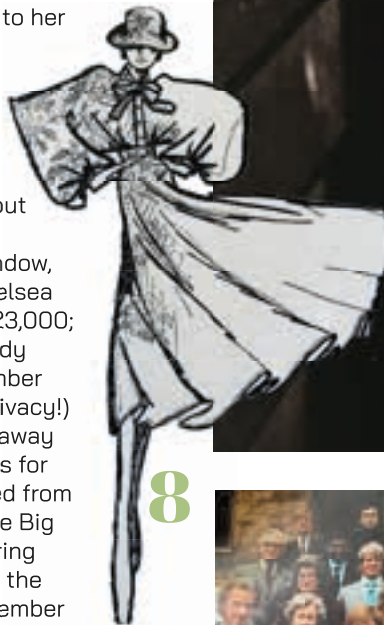 to her
out
ndow,
elsea
23,000;
dy
mber
ivacy!)
away
s for
ed from
e Big
ring
the
ember
8